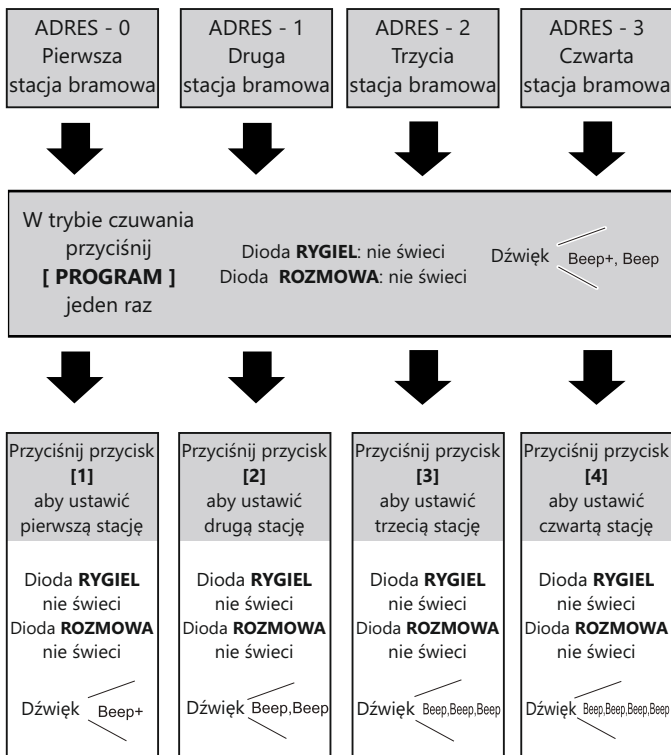 ADRES - 0
Pierwsza
stacja bramowa
ADRES - 1
Druga
stacja bramowa
ADRES - 2
Trzycia
stacja bramowa
ADRES - 3
Czwarta
stacja bramowa
W trybie czuwania
przyciśnij
[ PROGRAM ]
jeden raz
Dioda RYGIEL: nie świeci
Dioda ROZMOWA: nie świeci
Dźwięk
Beep+, Beep
Przyciśnij przycisk
[1]
aby ustawić
pierwszą stację
Dioda RYGIEL
nie świeci
Dioda ROZMOWA
nie świeci
Dźwięk
Beep+
Przyciśnij przycisk
[2]
aby ustawić
drugą stację
Dioda RYGIEL
nie świeci
Dioda ROZMOWA
nie świeci
Dźwięk
Beep,Beep
Przyciśnij przycisk
[3]
aby ustawić
trzecią stację
Dioda RYGIEL
nie świeci
Dioda ROZMOWA
nie świeci
Dźwięk
Beep,Beep,Beep
Przyciśnij przycisk
[4]
aby ustawić
czwartą stację
Dioda RYGIEL
nie świeci
Dioda ROZMOWA
nie świeci
Dźwięk
Beep,Beep,Beep,Beep